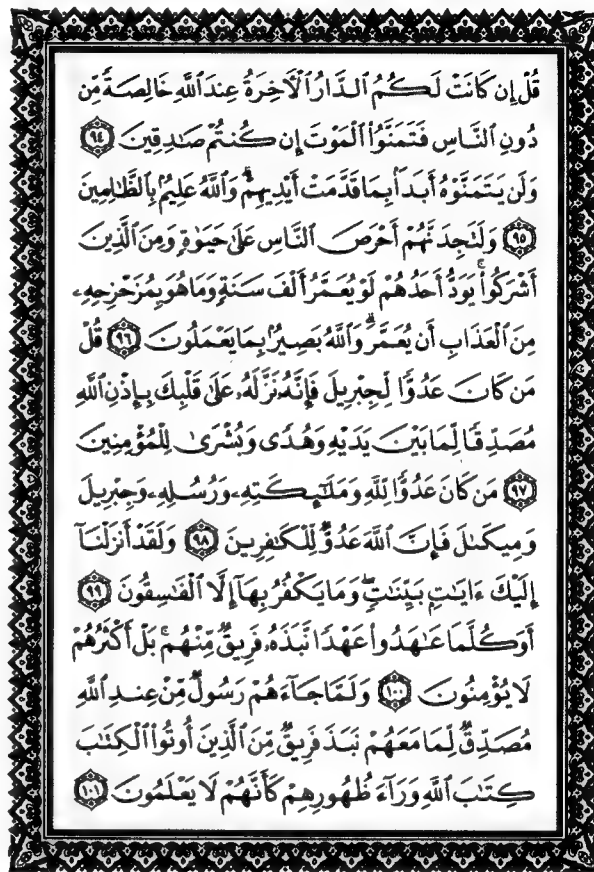 قُلْ إِن كَانَتْ لَكُمُ ٱلدَّارُ ٱلْأَخِرَةُ عِندَ ٱللَّهِ خَالِصَةً مِّن
دُونِ ٱلنَّاسِ فَتَمَنَّوُا۟ ٱلْمَوْتَ إِن كُنتُمْ صَٰدِقِينَ ٩٤
وَلَن يَتَمَنَّوْهُ أَبَدًۢا بِمَا قَدَّمَتْ أَيْدِيهِمْ ۗ وَٱللَّهُ عَلِيمٌۢ بِٱلظَّٰلِمِينَ
٩٥ وَلَتَجِدَنَّهُمْ أَحْرَصَ ٱلنَّاسِ عَلَىٰ حَيَوٰةٍ وَمِنَ ٱلَّذِينَ
أَشْرَكُوا۟ ۚ يَوَدُّ أَحَدُهُمْ لَوْ يُعَمَّرُ أَلْفَ سَنَةٍ وَمَا هُوَ بِمُزَحْزِحِهِۦ
مِنَ ٱلْعَذَابِ أَن يُعَمَّرَ ۗ وَٱللَّهُ بَصِيرٌۢ بِمَا يَعْمَلُونَ ٩٦ قُلْ
مَن كَانَ عَدُوًّا لِّجِبْرِيلَ فَإِنَّهُۥ نَزَّلَهُۥ عَلَىٰ قَلْبِكَ بِإِذْنِ ٱللَّهِ
مُصَدِّقًا لِّمَا بَيْنَ يَدَيْهِ وَهُدًى وَبُشْرَىٰ لِلْمُؤْمِنِينَ
٩٧ مَن كَانَ عَدُوًّا لِّلَّهِ وَمَلَٰٓئِكَتِهِۦ وَرُسُلِهِۦ وَجِبْرِيلَ
وَمِيكَىٰلَ فَإِنَّ ٱللَّهَ عَدُوٌّ لِّلْكَٰفِرِينَ ٩٨ وَلَقَدْ أَنزَلْنَآ
إِلَيْكَ ءَايَٰتٍۭ بَيِّنَٰتٍ ۖ وَمَا يَكْفُرُ بِهَآ إِلَّا ٱلْفَٰسِقُونَ ٩٩
أَوَكُلَّمَا عَٰهَدُوا۟ عَهْدًا نَّبَذَهُۥ فَرِيقٌ مِّنْهُم ۚ بَلْ أَكْثَرُهُمْ
لَا يُؤْمِنُونَ ١٠٠ وَلَمَّا جَآءَهُمْ رَسُولٌ مِّنْ عِندِ ٱللَّهِ
مُصَدِّقٌ لِّمَا مَعَهُمْ نَبَذَ فَرِيقٌ مِّنَ ٱلَّذِينَ أُوتُوا۟ ٱلْكِتَٰبَ
كِتَٰبَ ٱللَّهِ وَرَآءَ ظُهُورِهِمْ كَأَنَّهُمْ لَا يَعْلَمُونَ ١٠١